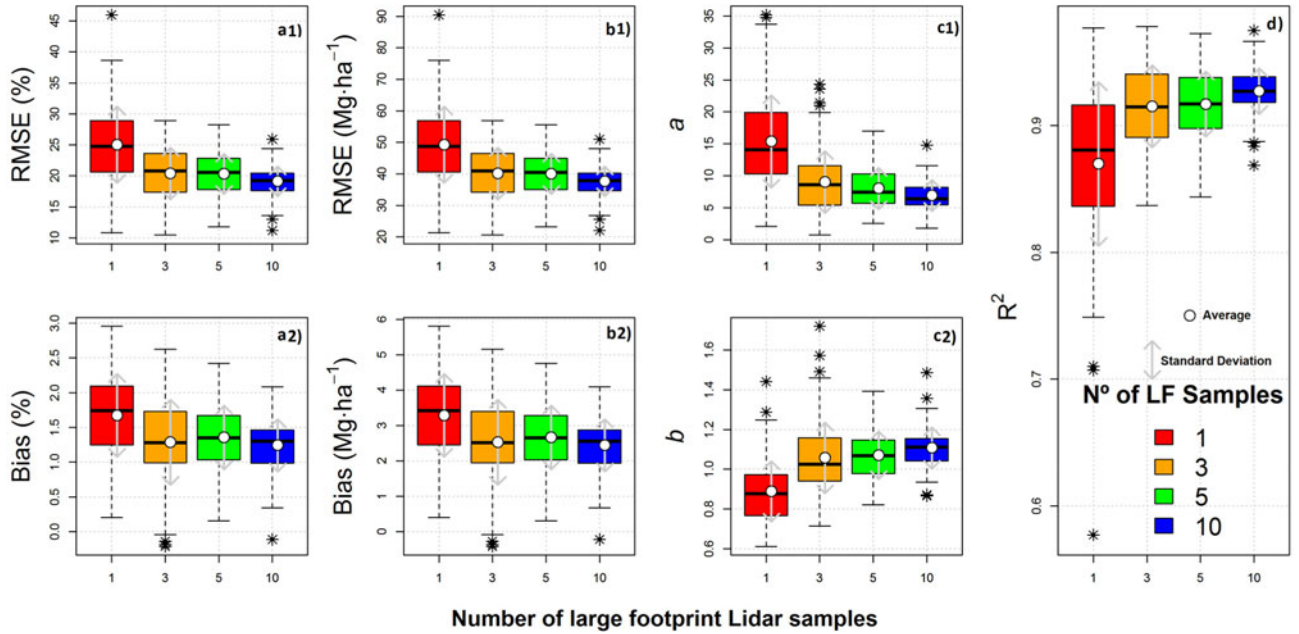 a1)
RMSE (%)
45
40
35
30
25
20
15
10
1 3 5 10
b1)
RMSE (Mg·ha⁻¹)
90
80
70
60
50
40
30
20
1 3 5 10
c1)
a
35
30
25
20
15
10
5
0
1 3 5 10
a2)
Bias (%)
3.0
2.5
2.0
1.5
1.0
0.5
0.0
1 3 5 10
b2)
Bias (Mg·ha⁻¹)
6
5
4
3
2
1
0
1 3 5 10
c2)
b
1.6
1.4
1.2
1.0
0.8
0.6
1 3 5 10
d)
R²
0.9
0.8
0.7
0.6
Average
Standard Deviation
Nº of LF Samples
1
3
5
10
1 3 5 10
Number of large footprint Lidar samples